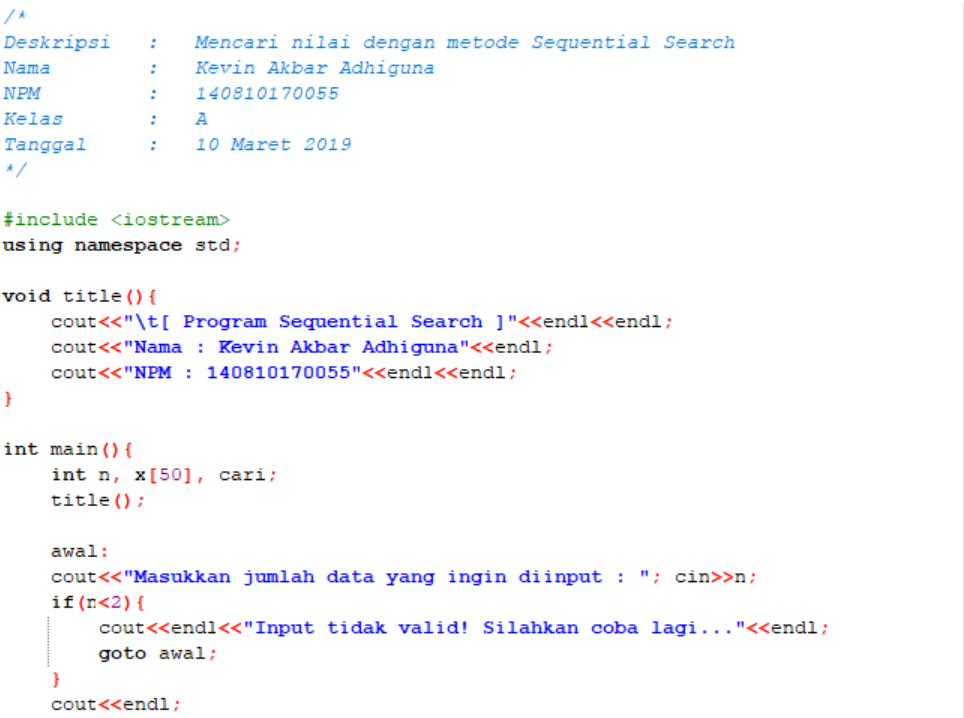 /*
Deskripsi   :   Mencari nilai dengan metode Sequential Search
Nama        :   Kevin Akbar Adhiguna
NPM         :   140810170055
Kelas       :   A
Tanggal     :   10 Maret 2019
*/
#include <iostream>
using namespace std;
void title(){
    cout<<"\t[ Program Sequential Search ]"<<endl<<endl;
    cout<<"Nama : Kevin Akbar Adhiguna"<<endl;
    cout<<"NPM : 140810170055"<<endl<<endl;
}
int main(){
    int n, x[50], cari;
    title();
    awal:
    cout<<"Masukkan jumlah data yang ingin diinput : "; cin>>n;
    if(n<2){
        cout<<endl<<"Input tidak valid! Silahkan coba lagi..."<<endl;
        goto awal;
    }
    cout<<endl;